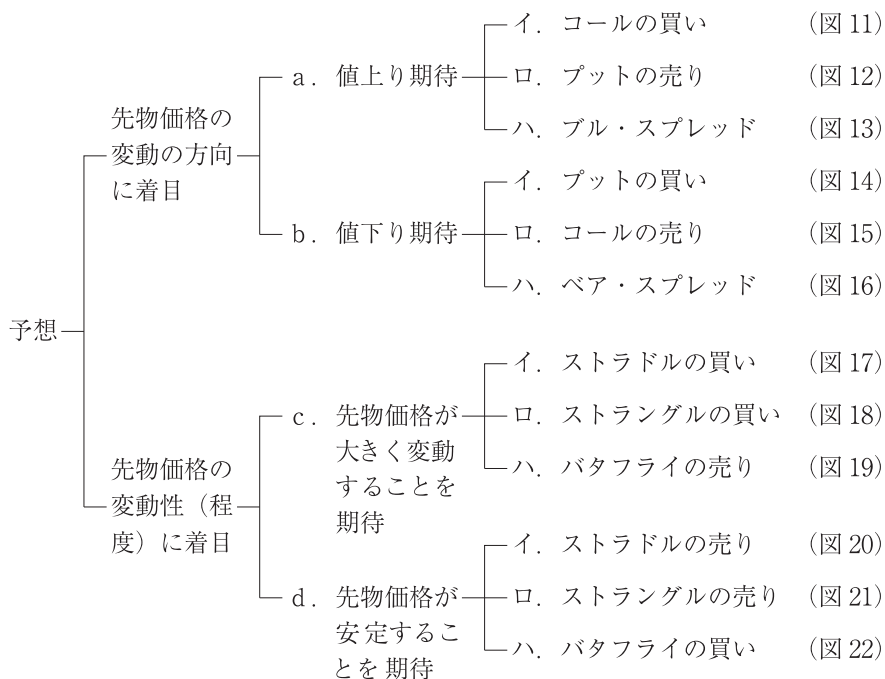 予想
先物価格の
変動の方向
に着目
a．値上り期待
イ．コールの買い （図11）
ロ．プットの売り （図12）
ハ．ブル・スプレッド （図13）
b．値下り期待
イ．プットの買い （図14）
ロ．コールの売り （図15）
ハ．ベア・スプレッド （図16）
先物価格の
変動性（程
度）に着目
c．先物価格が
大きく変動
することを
期待
イ．ストラドルの買い （図17）
ロ．ストラングルの買い （図18）
ハ．バタフライの売り （図19）
d．先物価格が
安定するこ
とを期待
イ．ストラドルの売り （図20）
ロ．ストラングルの売り （図21）
ハ．バタフライの買い （図22）